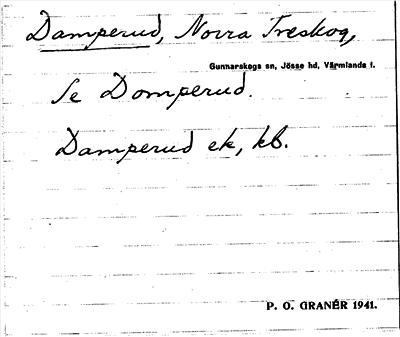 Damperud, Norra Treskog,
Gunnarskogs sn, Jösse hd, Värmlands l.
Se Domperud.
Damperud ek, kb.
P. O. GRANÉR 1941.